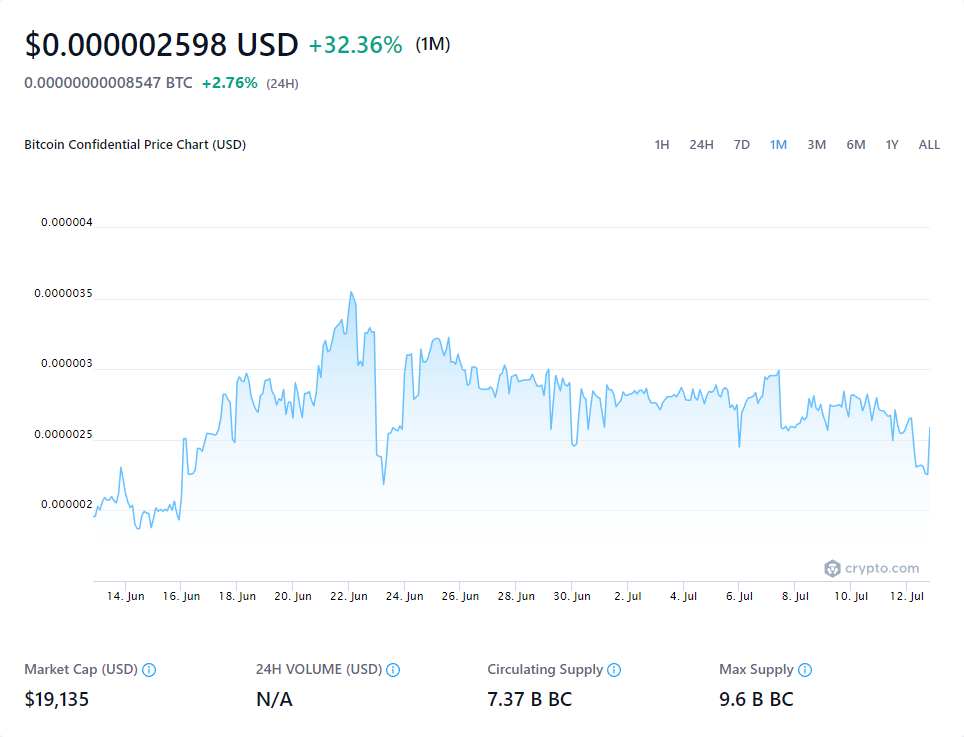 $0.000002598 USD +32.36% (1M)
0.00000000008547 BTC +2.76% (24H)
Bitcoin Confidential Price Chart (USD) 1H 24H 7D 1M 3M 6M 1Y ALL
0.000004
0.0000035
0.000003
0.0000025
0.000002
crypto.com
14. Jun 16. Jun 18. Jun 20. Jun 22. Jun 24. Jun 26. Jun 28. Jun 30. Jun 2. Jul 4. Jul 6. Jul 8. Jul 10. Jul 12. Jul
Market Cap (USD) 24H VOLUME (USD) Circulating Supply Max Supply
$19,135 N/A 7.37 B BC 9.6 B BC